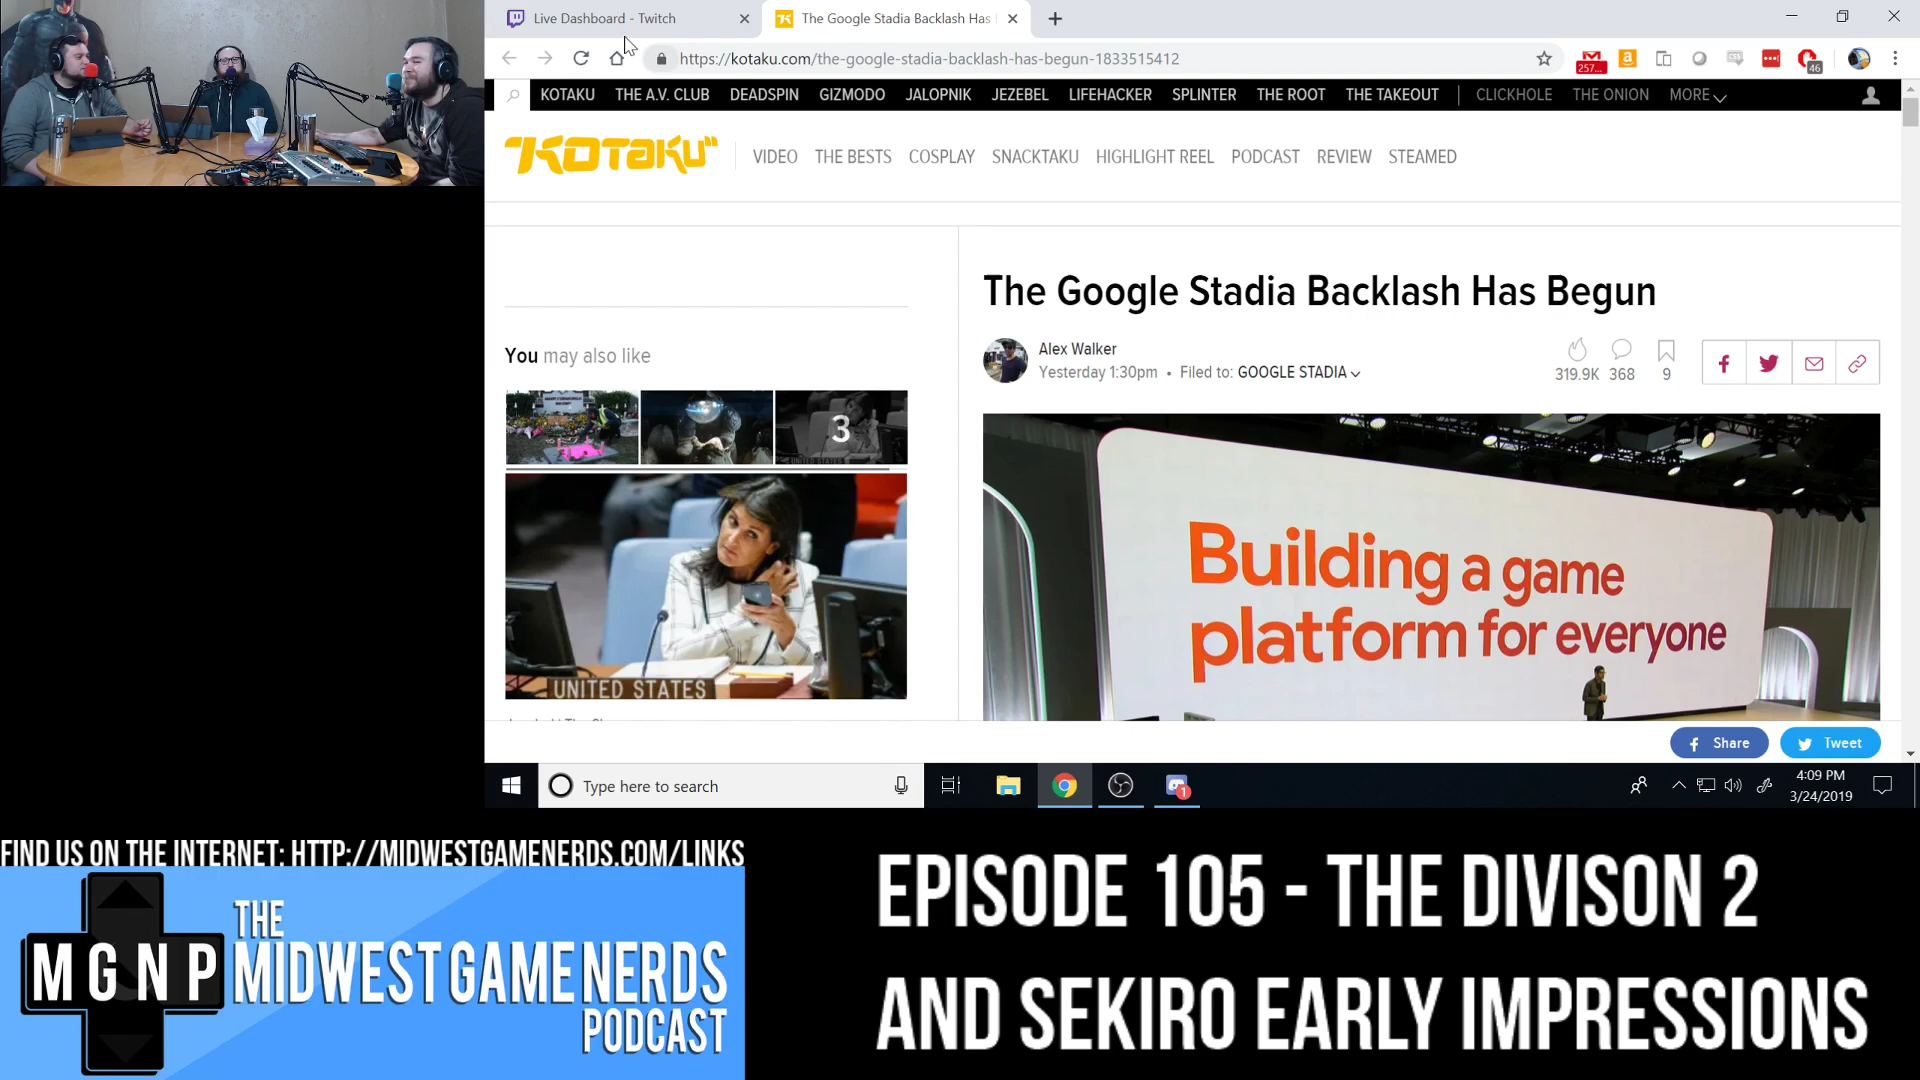 Live Dashboard - Twitch
The Google Stadia Backlash Has
https://kotaku.com/the-google-stadia-backlash-has-begun-1833515412
257...
46
KOTAKU THE A.V. CLUB DEADSPIN GIZMODO JALOPNIK JEZEBEL LIFEHACKER SPLINTER THE ROOT THE TAKEOUT CLICKHOLE THE ONION MORE
KOTAKU
VIDEO THE BESTS COSPLAY SNACKTAKU HIGHLIGHT REEL PODCAST REVIEW STEAMED
The Google Stadia Backlash Has Begun
Alex Walker
Yesterday 1:30pm • Filed to: GOOGLE STADIA
319.9K 368 9
You may also like
3
UNITED STATES
Building a game
platform for everyone
Share Tweet
Type here to search
1
4:09 PM
3/24/2019
FIND US ON THE INTERNET: HTTP://MIDWESTGAMENERDS.COM/LINKS
MGNP
THE
MIDWEST GAME NERDS
PODCAST
EPISODE 105 - THE DIVISON 2
AND SEKIRO EARLY IMPRESSIONS